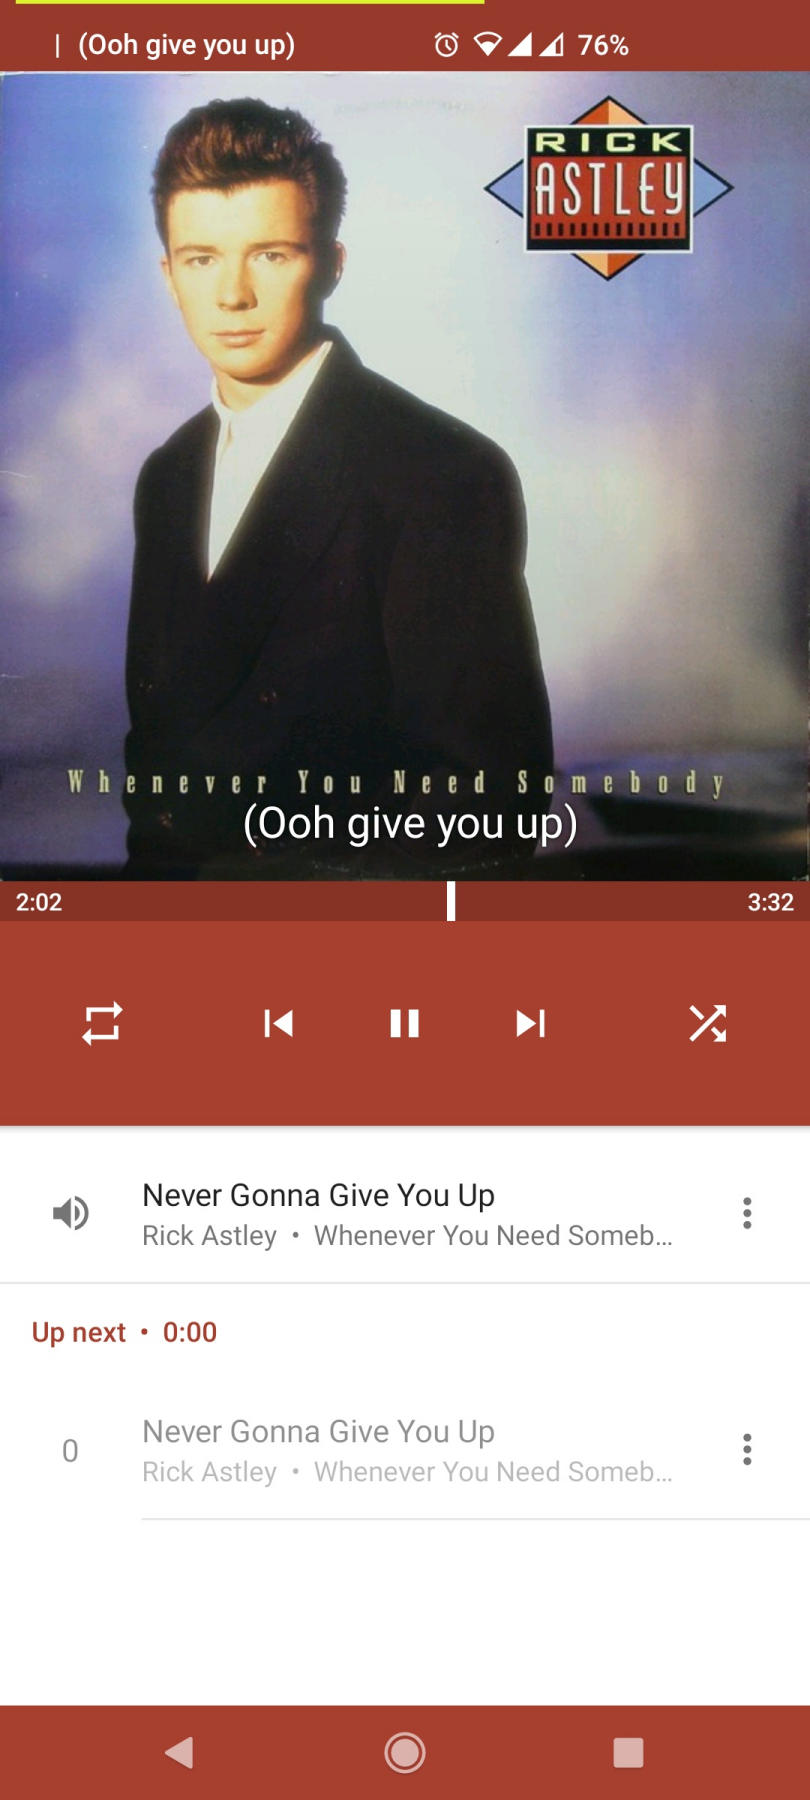 | (Ooh give you up) 76%
RICK
ASTLEY
Whenever You Need Somebody
(Ooh give you up)
2:02 3:32
Never Gonna Give You Up
Rick Astley • Whenever You Need Someb...
Up next • 0:00
0 Never Gonna Give You Up
Rick Astley • Whenever You Need Someb...